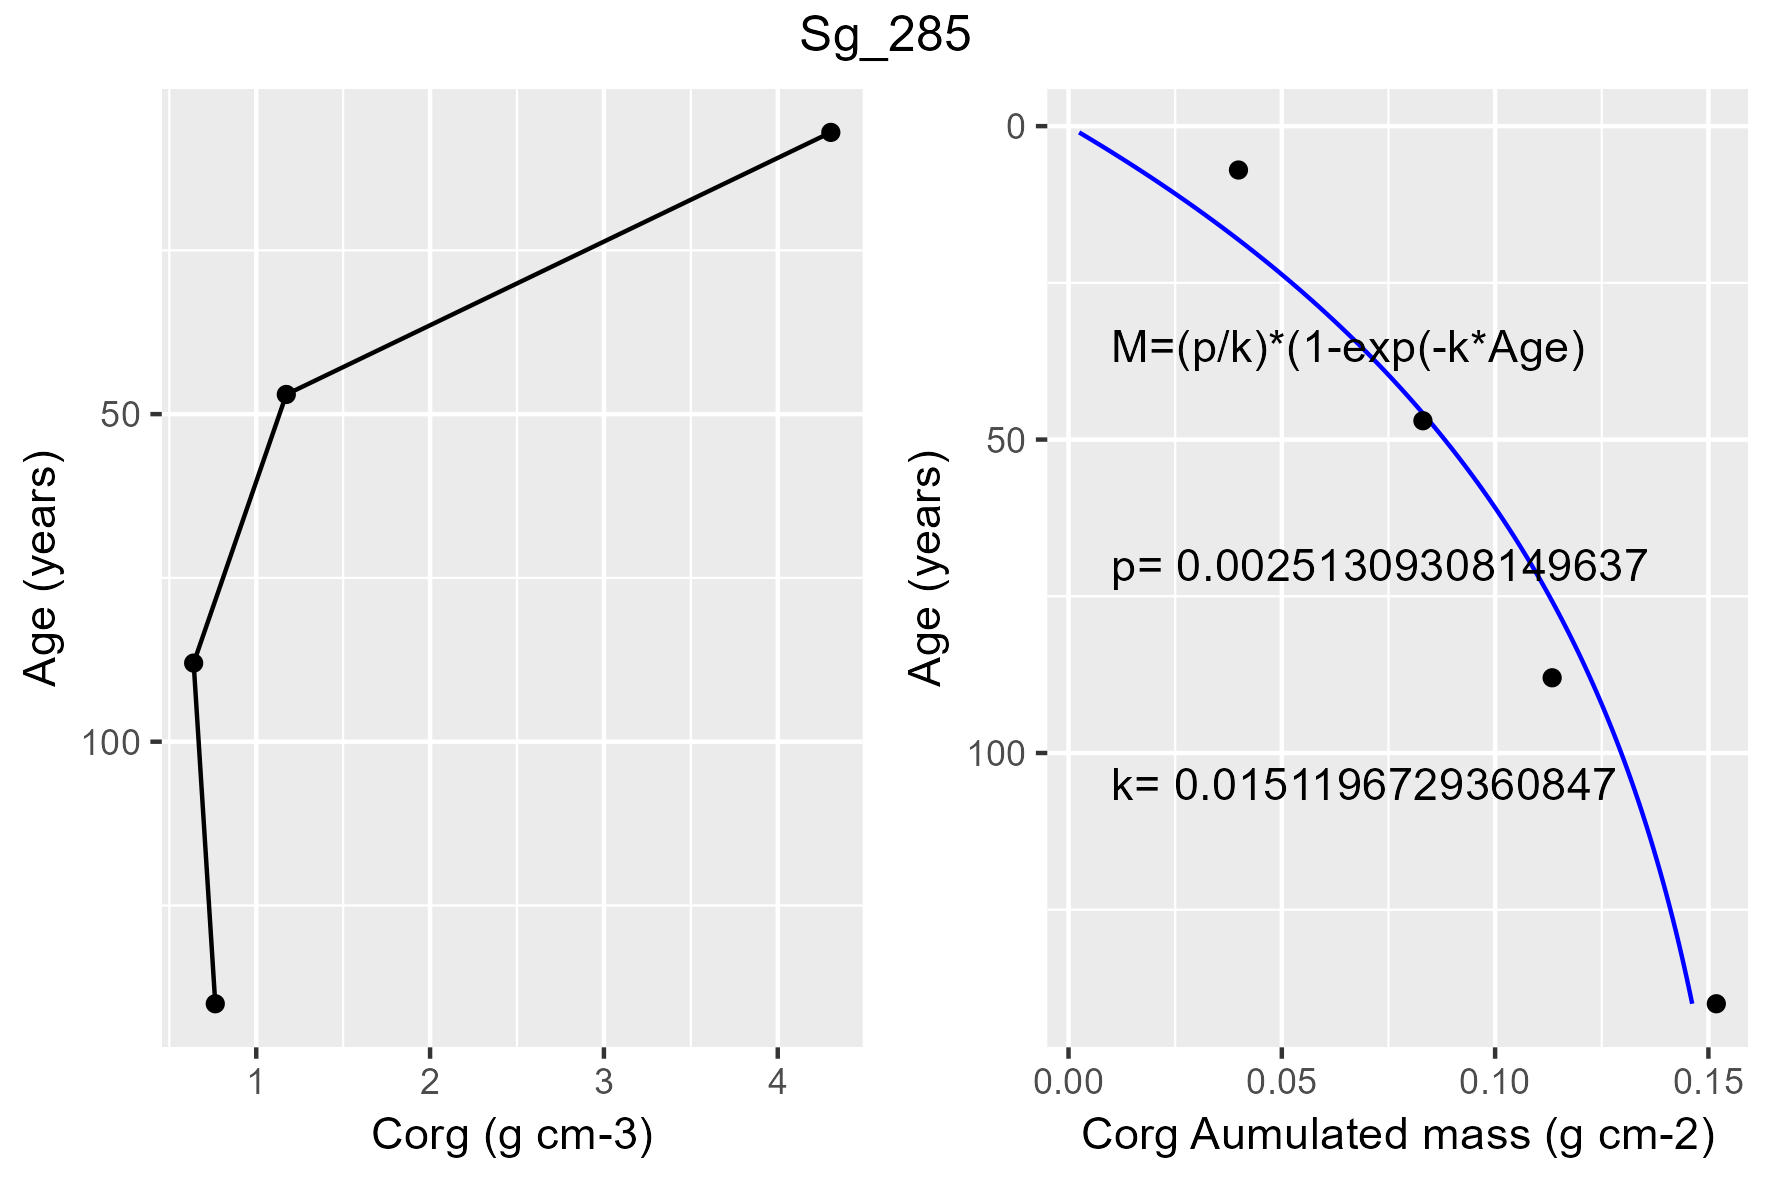 Sg_285
Age (years)
50
100
1 2 3 4
Corg (g cm-3)
Age (years)
0
50
100
M=(p/k)*(1-exp(-k*Age)
p= 0.00251309308149637
k= 0.0151196729360847
0.00 0.05 0.10 0.15
Corg Aumulated mass (g cm-2)